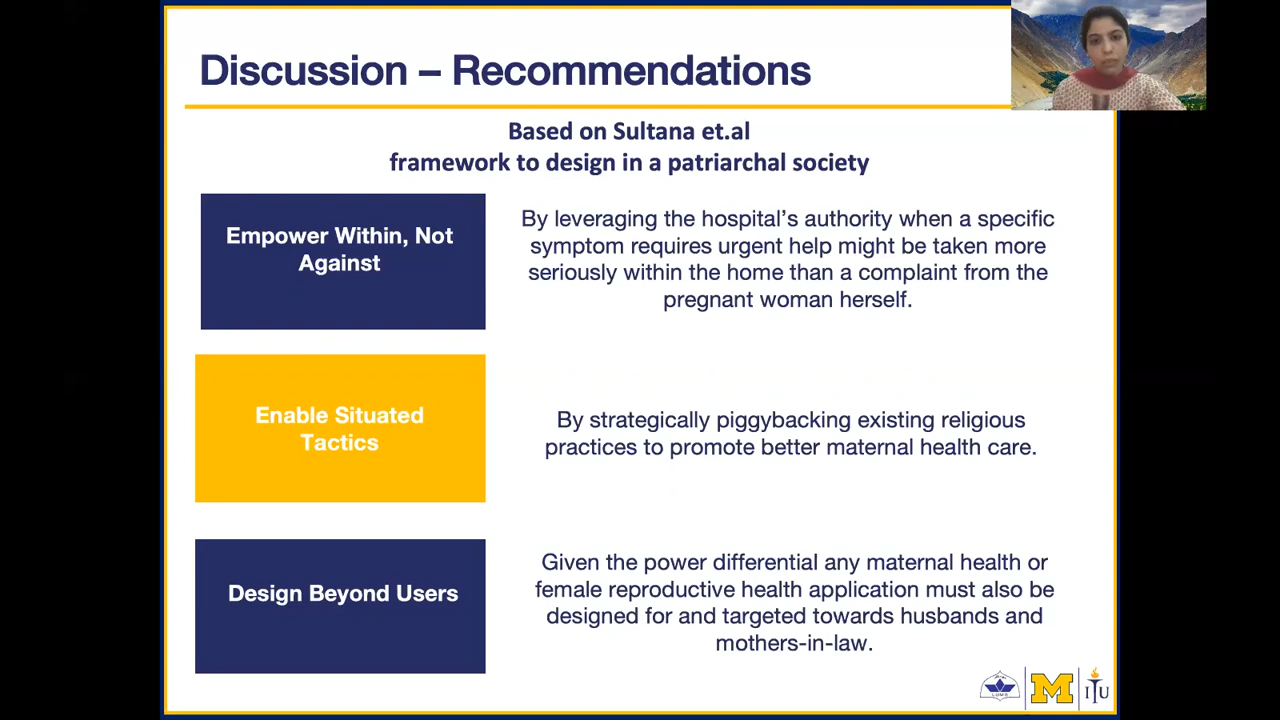 Discussion – Recommendations
Based on Sultana et.al
framework to design in a patriarchal society
Empower Within, Not
Against
By leveraging the hospital's authority when a specific
symptom requires urgent help might be taken more
seriously within the home than a complaint from the
pregnant woman herself.
Enable Situated
Tactics
By strategically piggybacking existing religious
practices to promote better maternal health care.
Design Beyond Users
Given the power differential any maternal health or
female reproductive health application must also be
designed for and targeted towards husbands and
mothers-in-law.
LUMS
M
ITU